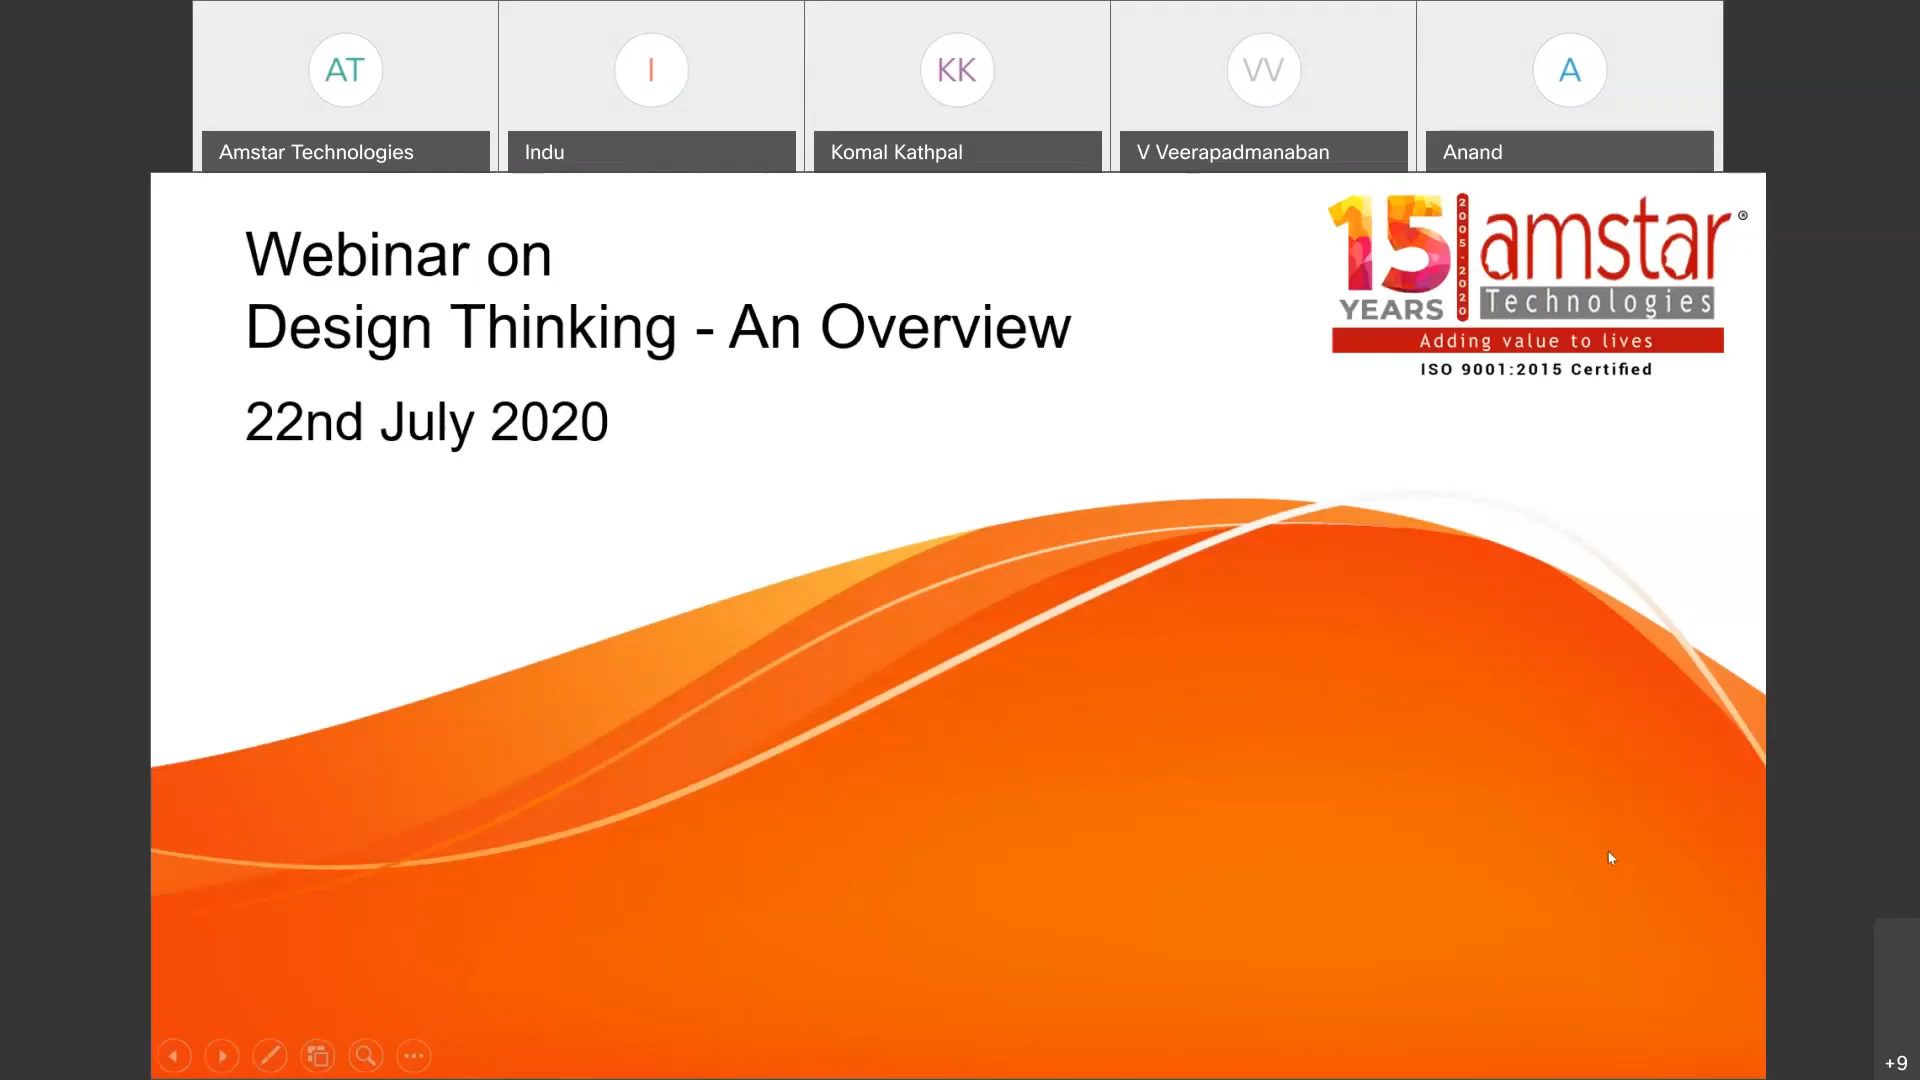 AT
I
KK
VV
A
Amstar Technologies
Indu
Komal Kathpal
V Veerapadmanaban
Anand
Webinar on
Design Thinking - An Overview
22nd July 2020
15
YEARS
2005-2020
amstar®
Technologies
Adding value to lives
ISO 9001:2015 Certified
+9